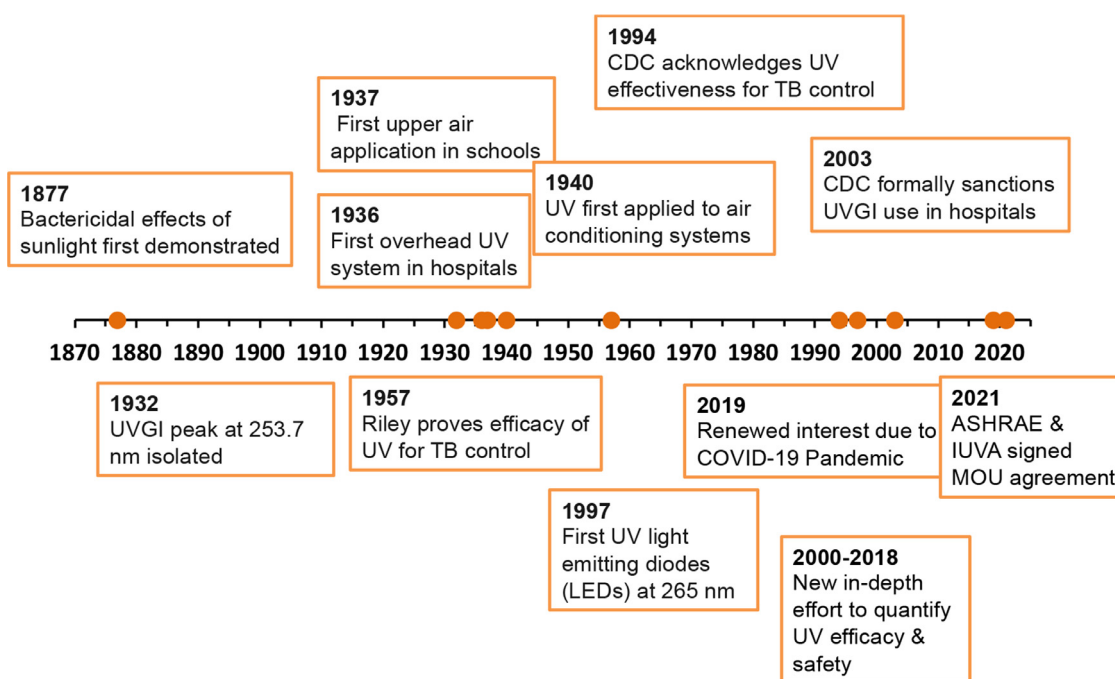 1994
CDC acknowledges UV
effectiveness for TB control
1937
First upper air
application in schools
2003
CDC formally sanctions
UVGI use in hospitals
1940
UV first applied to air
conditioning systems
1877
Bactericidal effects of
sunlight first demonstrated
1936
First overhead UV
system in hospitals
1870 1880 1890 1900 1910 1920 1930 1940 1950 1960 1970 1980 1990 2000 2010 2020
1932
UVGI peak at 253.7
nm isolated
1957
Riley proves efficacy of
UV for TB control
2019
Renewed interest due to
COVID-19 Pandemic
2021
ASHRAE &
IUVA signed
MOU agreement
1997
First UV light
emitting diodes
(LEDs) at 265 nm
2000-2018
New in-depth
effort to quantify
UV efficacy &
safety